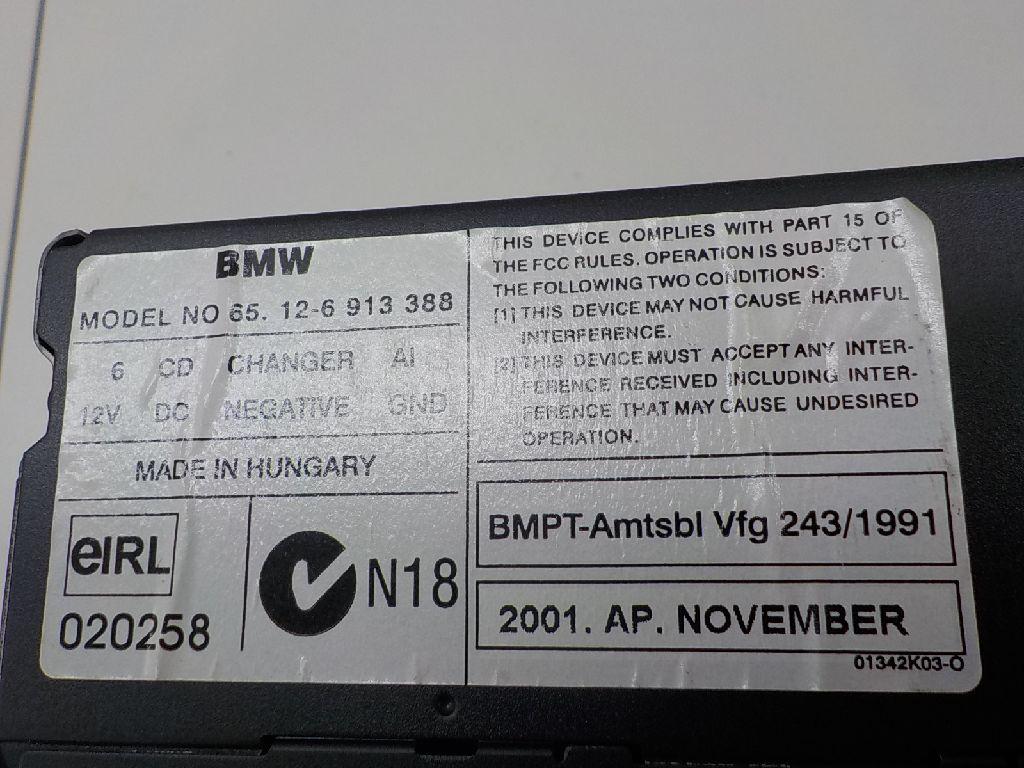 BMW
MODEL NO 65. 12-6 913 388
6 CD CHANGER AI
12V DC NEGATIVE GND
MADE IN HUNGARY
eIRL
020258
N18
THIS DEVICE COMPLIES WITH PART 15 OF
THE FCC RULES. OPERATION IS SUBJECT TO
THE FOLLOWING TWO CONDITIONS:
[1] THIS DEVICE MAY NOT CAUSE HARMFUL
INTERFERENCE.
[2] THIS DEVICE MUST ACCEPT ANY INTER-
FERENCE RECEIVED INCLUDING INTER-
FERENCE THAT MAY CAUSE UNDESIRED
OPERATION.
BMPT-Amtsbl Vfg 243/1991
2001. AP. NOVEMBER
01342K03-O